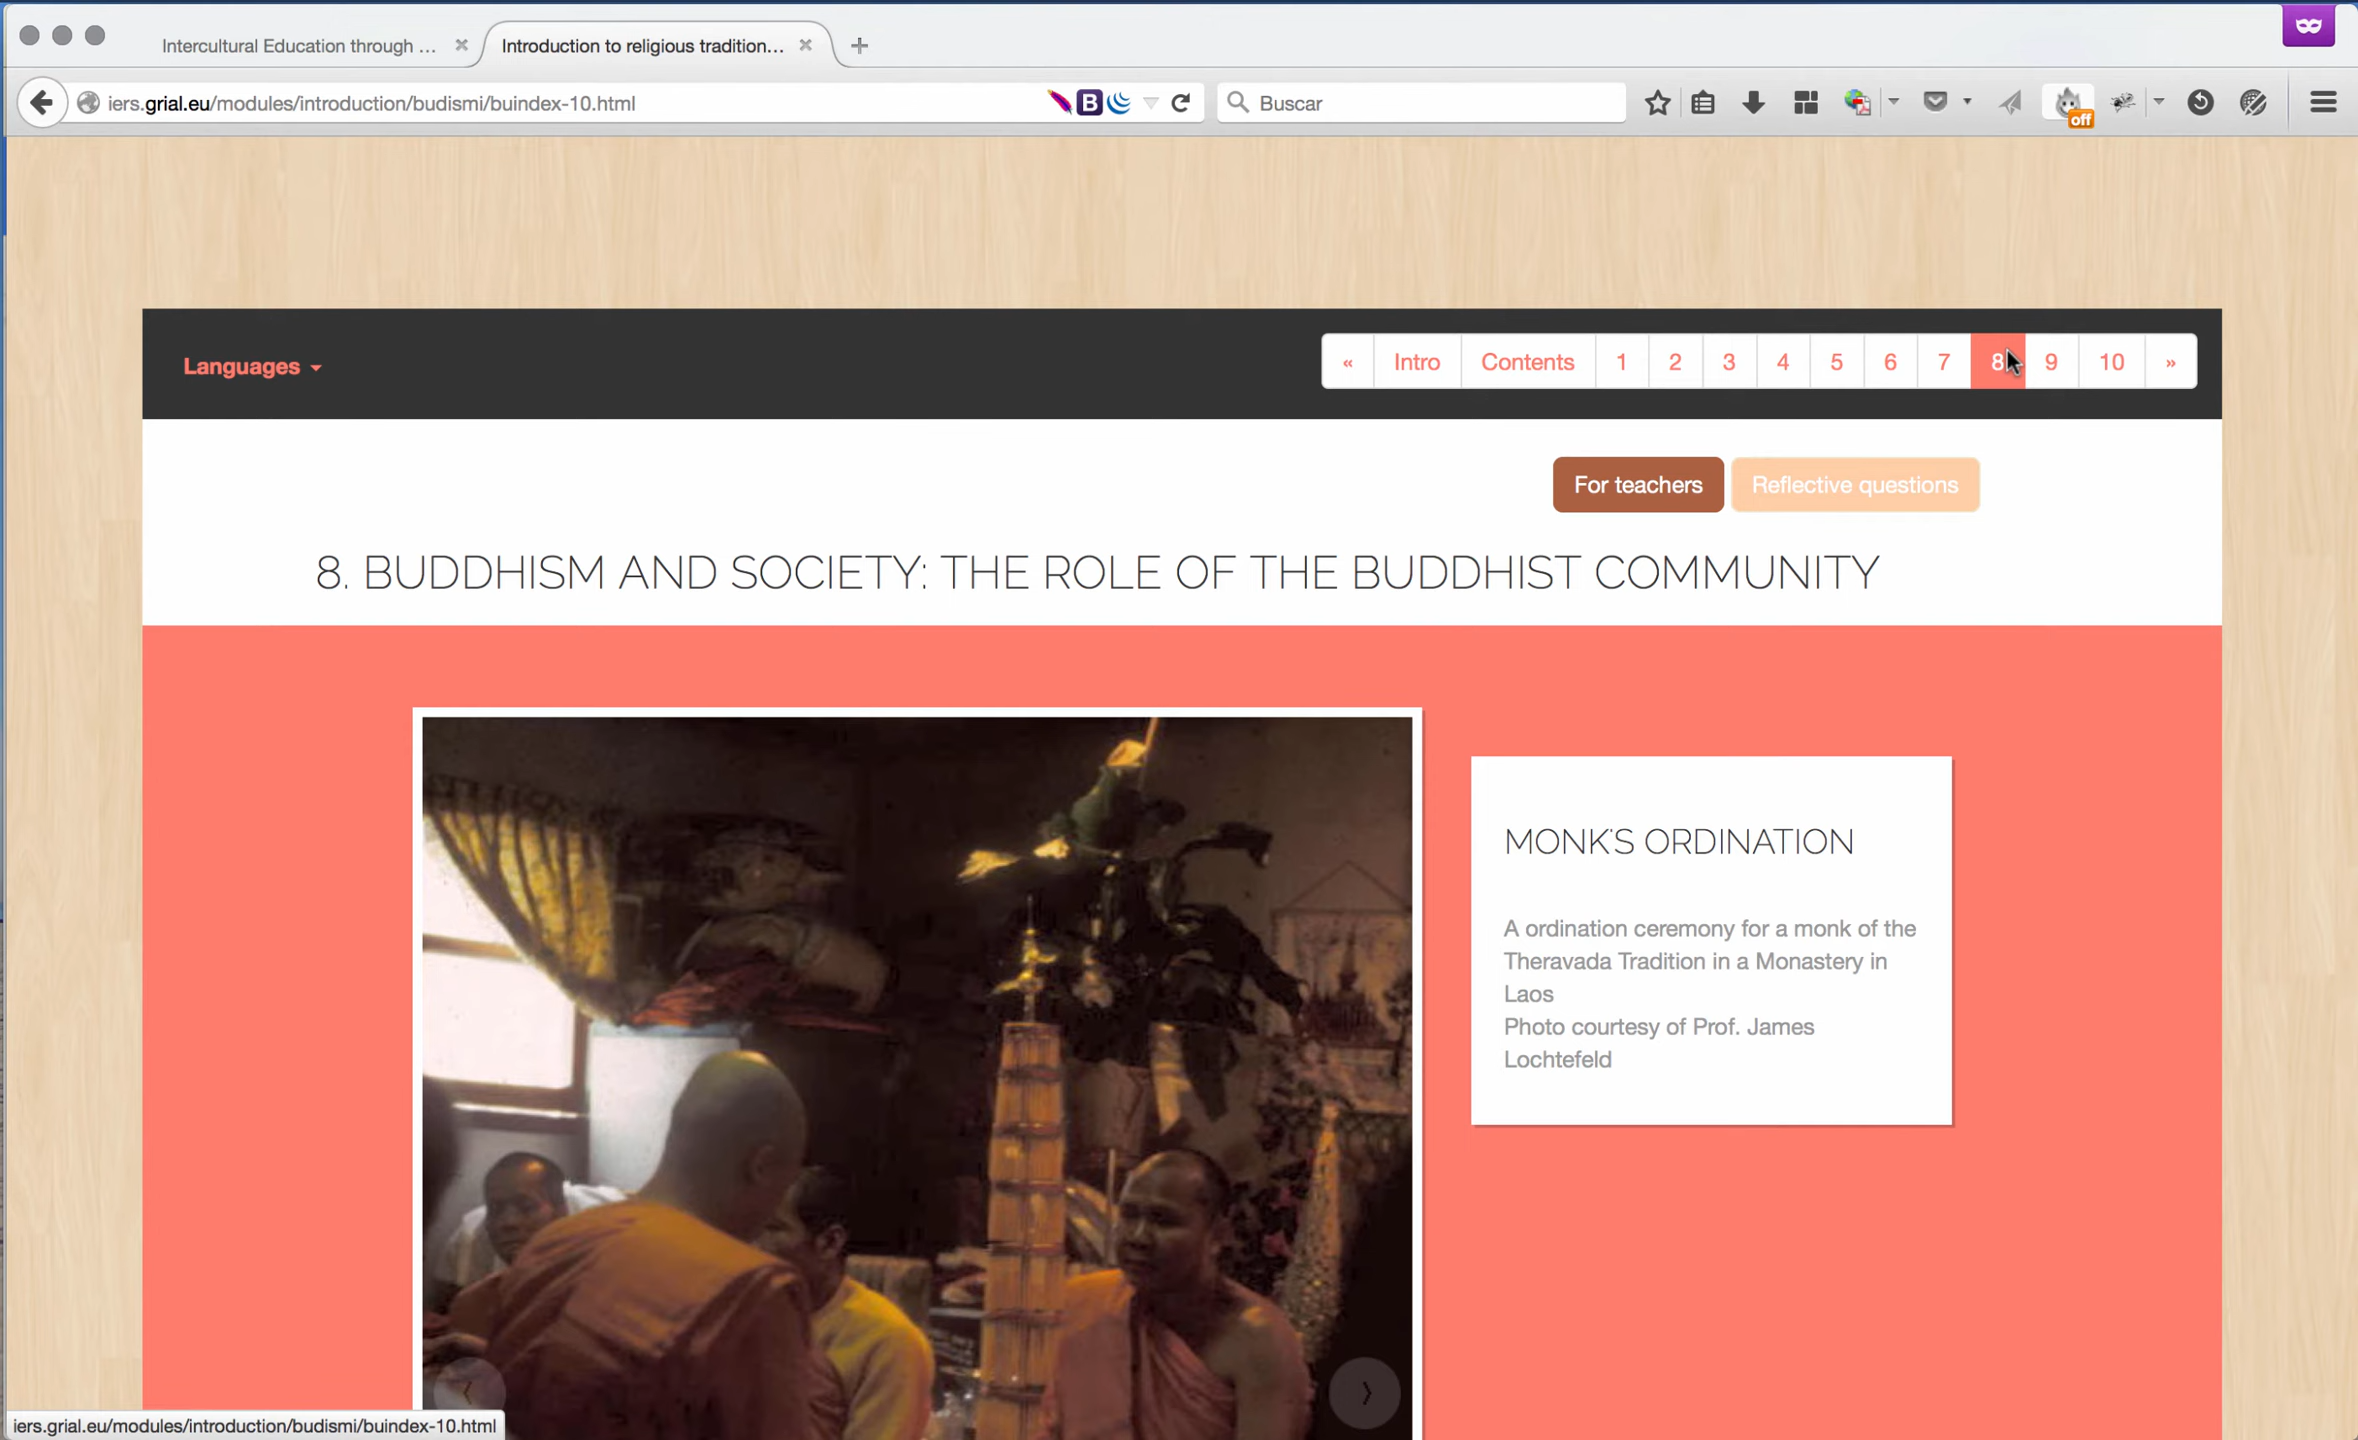 Intercultural Education through ...
Introduction to religious tradition...
iers.grial.eu/modules/introduction/budismi/buindex-10.html
B
Buscar
off
Languages
« Intro Contents 1 2 3 4 5 6 7 8 9 10 »
For teachers Reflective questions
8. BUDDHISM AND SOCIETY: THE ROLE OF THE BUDDHIST COMMUNITY
MONK'S ORDINATION
A ordination ceremony for a monk of the
Theravada Tradition in a Monastery in
Laos
Photo courtesy of Prof. James
Lochtefeld
iers.grial.eu/modules/introduction/budismi/buindex-10.html